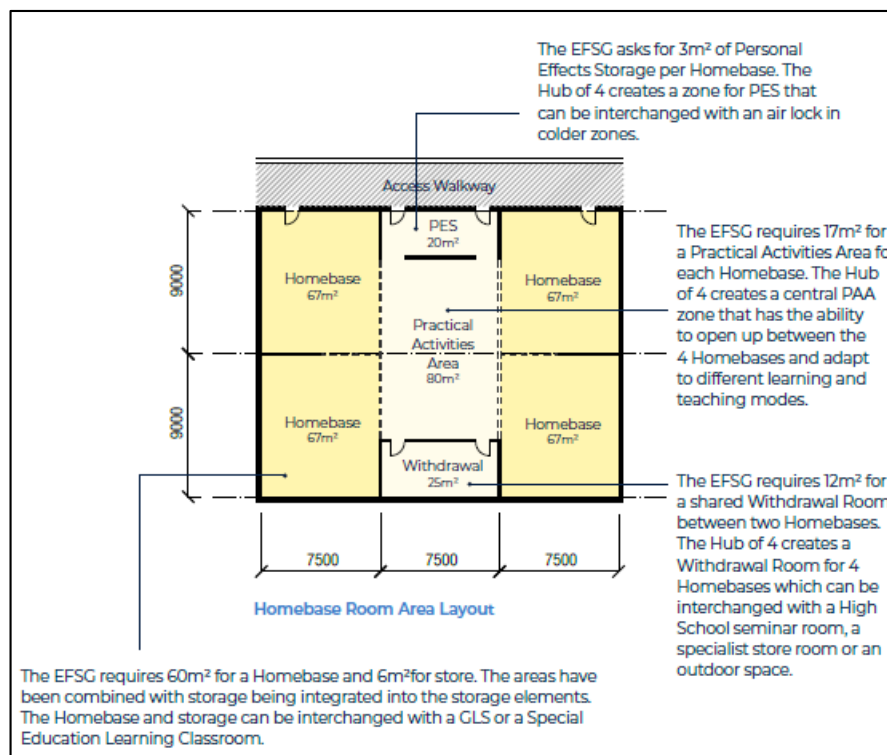 The EFSG asks for 3m² of Personal
Effects Storage per Homebase. The
Hub of 4 creates a zone for PES that
can be interchanged with an air lock in
colder zones.
Access Walkway
PES
20m²
Homebase
67m²
Homebase
67m²
Practical
Activities
Area
80m²
Homebase
67m²
Homebase
67m²
Withdrawal
25m²
9000
9000
7500
7500
7500
The EFSG requires 17m² for
a Practical Activities Area fo
each Homebase. The Hub
of 4 creates a central PAA
zone that has the ability
to open up between the
4 Homebases and adapt
to different learning and
teaching modes.
The EFSG requires 12m² for
a shared Withdrawal Room
between two Homebases.
The Hub of 4 creates a
Withdrawal Room for 4
Homebases which can be
interchanged with a High
School seminar room, a
specialist store room or an
outdoor space.
Homebase Room Area Layout
The EFSG requires 60m² for a Homebase and 6m²for store. The areas have
been combined with storage being integrated into the storage elements.
The Homebase and storage can be interchanged with a GLS or a Special
Education Learning Classroom.